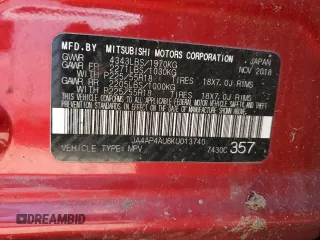 MFD.BY MITSUBISHI MOTORS CORPORATION JAPAN
GVWR 4343LBS/1970KG NOV 2018
GAWR FR 2271LBS/1030KG
WITH P225/55R18 TIRES 18X7.0J RIMS
GAWR RR 2205LBS/1000KG
WITH P225/55R18 TIRES 18X7.0J RIMS
JA4AP4AU6KU013740
VEHICLE TYPE: MPV 7430C 357
DREAMBID